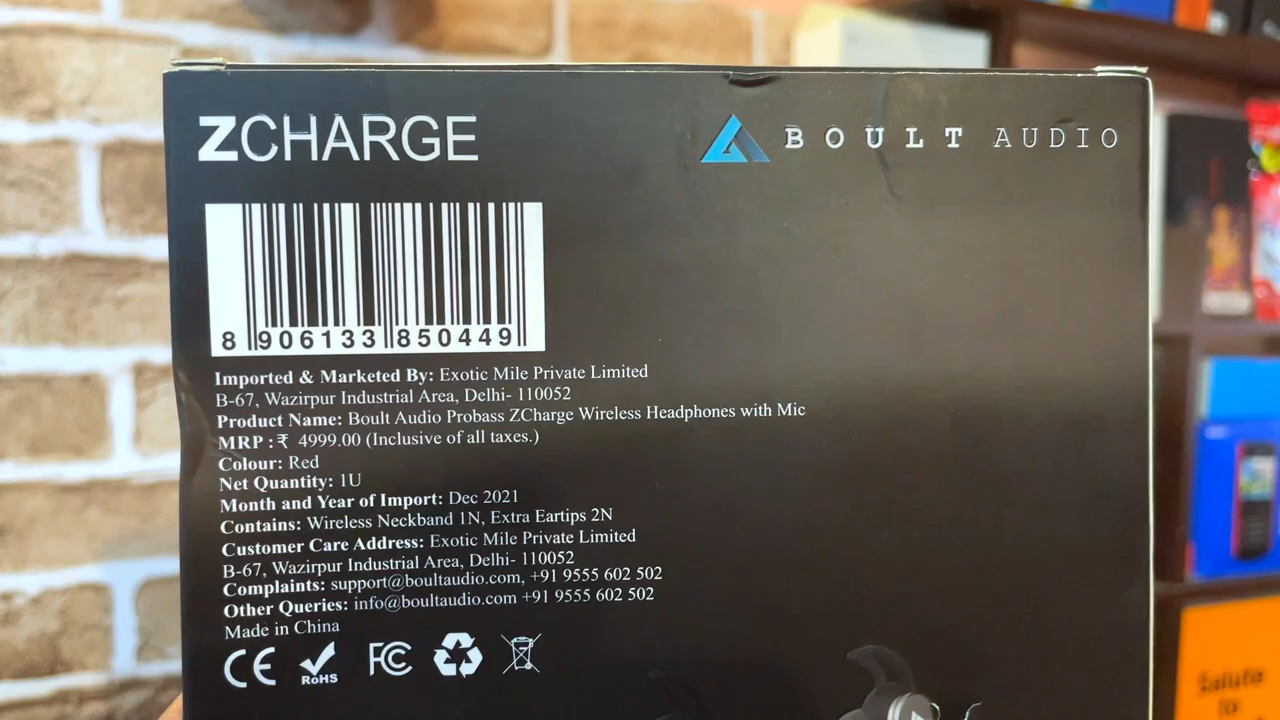 ZCHARGE
BOULT AUDIO
8 906133 850449
Imported & Marketed By: Exotic Mile Private Limited
B-67, Wazirpur Industrial Area, Delhi- 110052
Product Name: Boult Audio Probass ZCharge Wireless Headphones with Mic
MRP : ₹ 4999.00 (Inclusive of all taxes.)
Colour: Red
Net Quantity: 1U
Month and Year of Import: Dec 2021
Contains: Wireless Neckband 1N, Extra Eartips 2N
Customer Care Address: Exotic Mile Private Limited
B-67, Wazirpur Industrial Area, Delhi- 110052
Complaints: support@boultaudio.com, +91 9555 602 502
Other Queries: info@boultaudio.com +91 9555 602 502
Made in China
CE RoHS FC
Salute
to